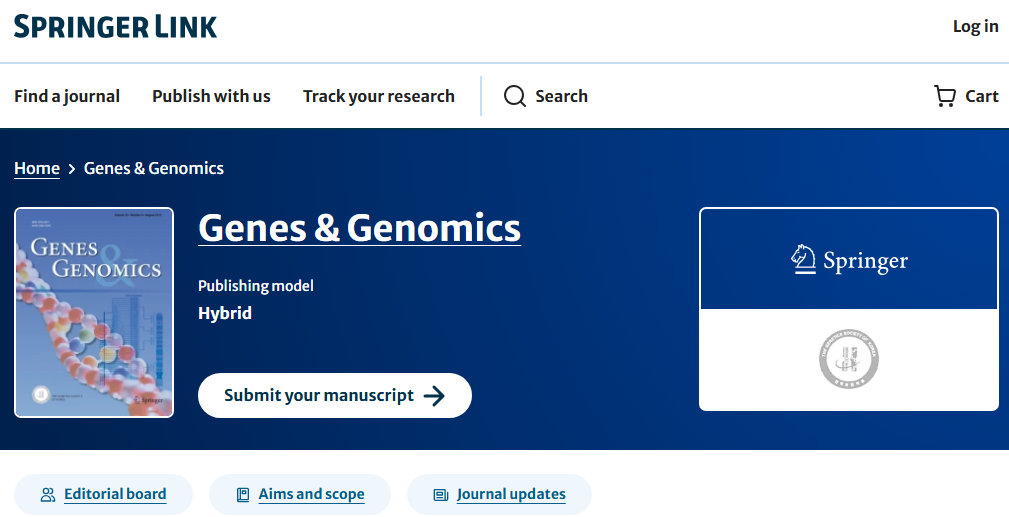 SPRINGER LINK
Log in
Find a journal
Publish with us
Track your research
Search
Cart
Home > Genes & Genomics
GENES &
GENOMICS
Springer
Genes & Genomics
Publishing model
Hybrid
Submit your manuscript
Springer
Editorial board
Aims and scope
Journal updates